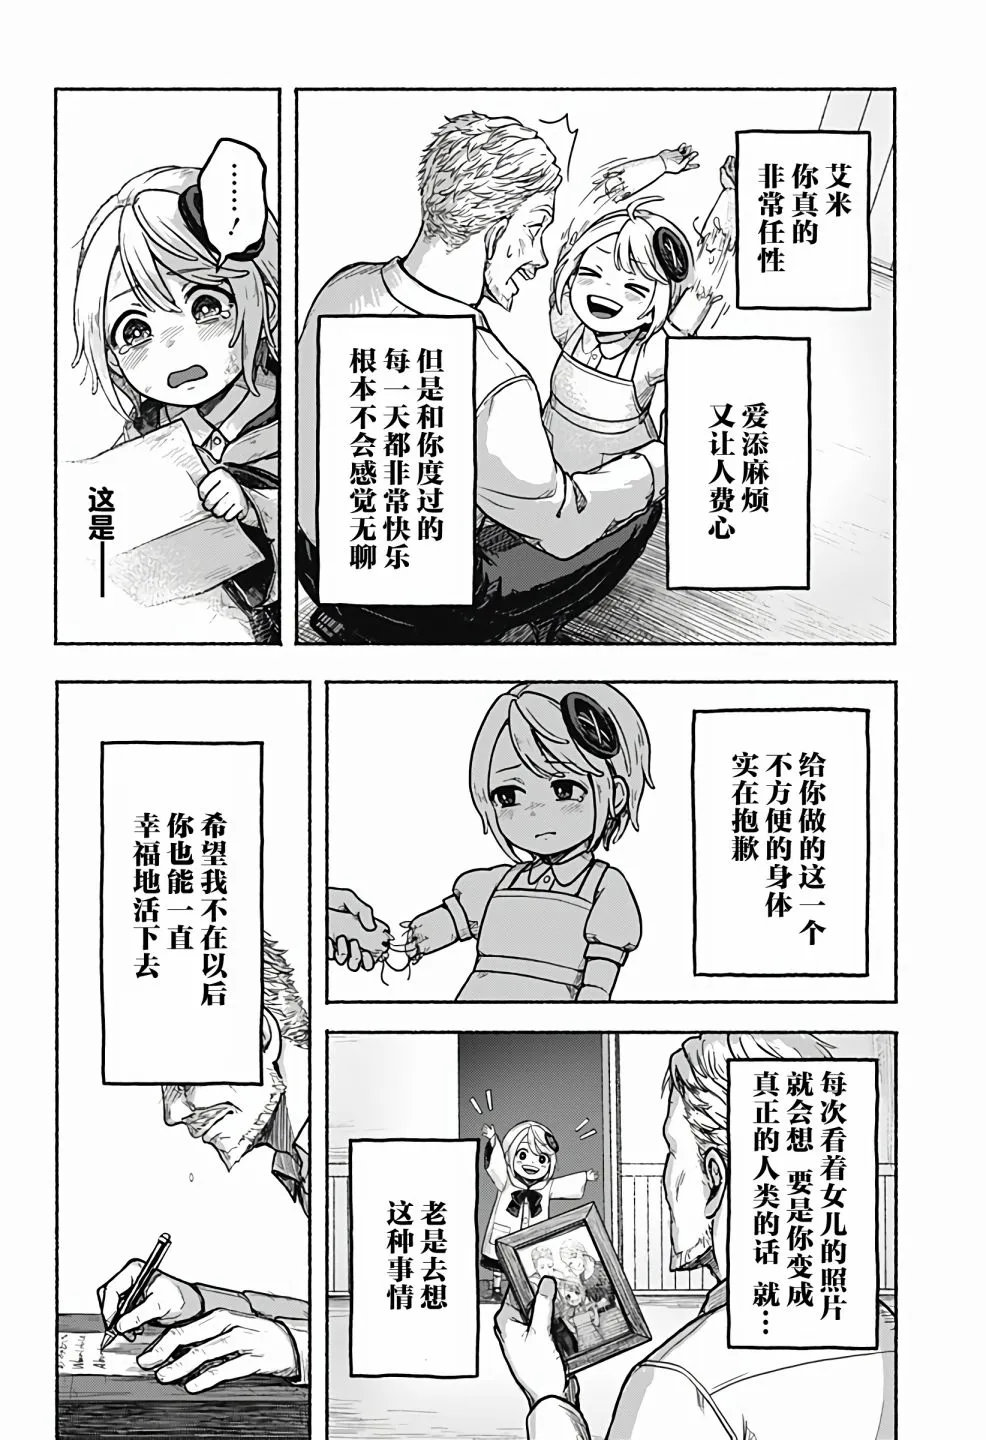 艾米
你真的
非常任性
爱添麻烦
又让人费心
但是和你度过的
每一天都非常快乐
根本不会感觉无聊
……！
这是——
给你做的这一个
不方便的身体
实在抱歉
每次看着女儿的照片
就会想 要是你变成
真正的人类的话 就…
老是去想
这种事情
希望我不在以后
你也能一直
幸福地活下去